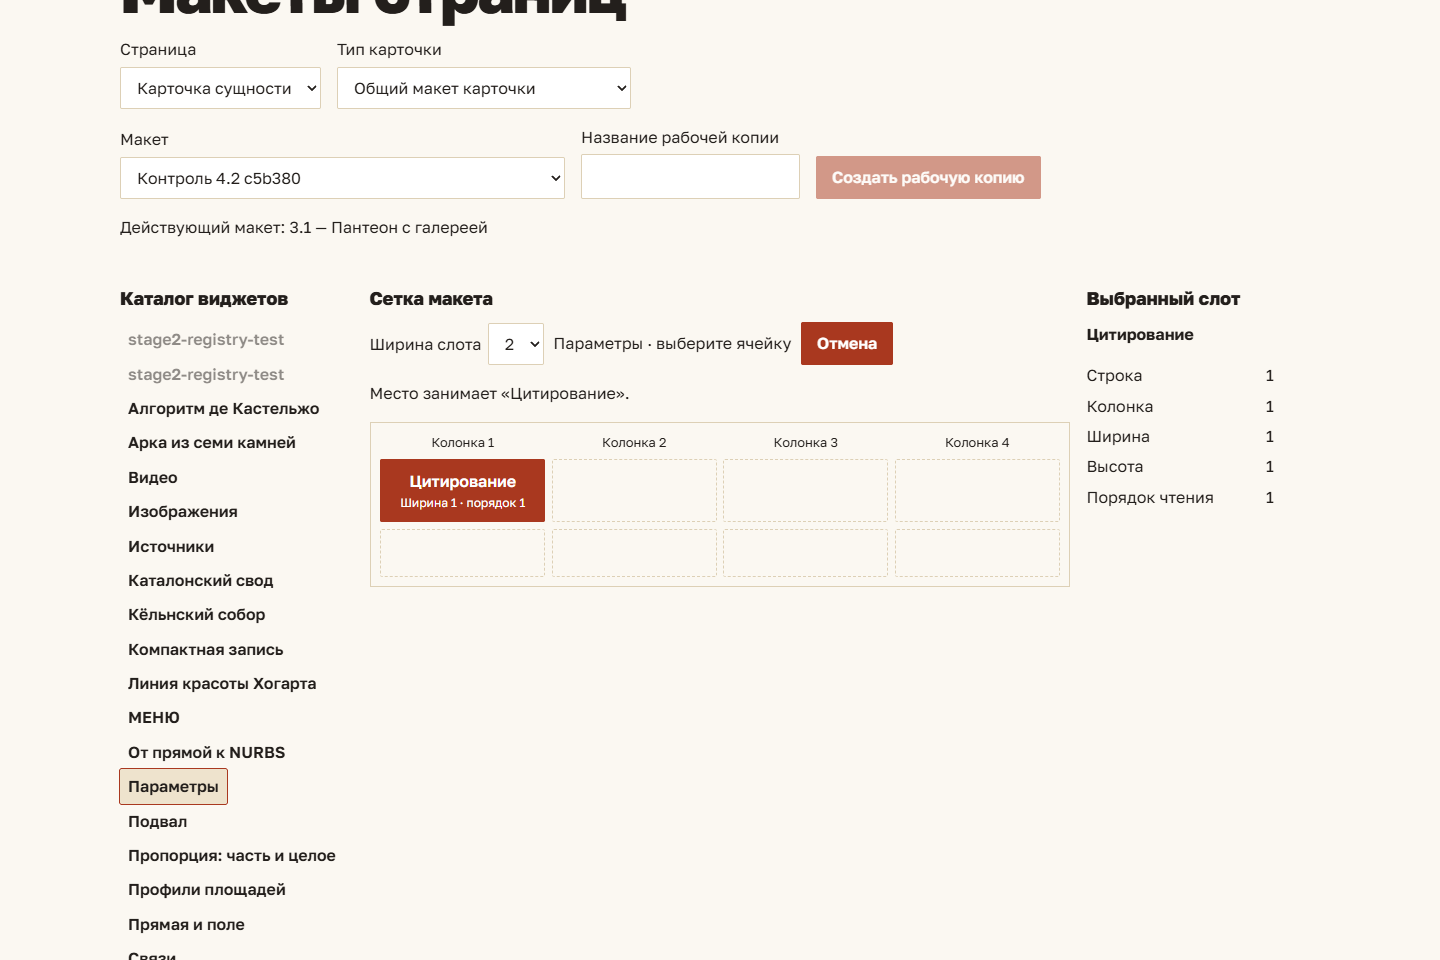 Макеты страниц
Страница
Тип карточки
Карточка сущности
Общий макет карточки
Макет
Название рабочей копии
Контроль 4.2 c5b380
Создать рабочую копию
Действующий макет: 3.1 — Пантеон с галереей
Каталог виджетов
stage2-registry-test
stage2-registry-test
Алгоритм де Кастельжо
Арка из семи камней
Видео
Изображения
Источники
Каталонский свод
Кёльнский собор
Компактная запись
Линия красоты Хогарта
МЕНЮ
От прямой к NURBS
Параметры
Подвал
Пропорция: часть и целое
Профили площадей
Прямая и поле
Связи
Сетка макета
Ширина слота 2 Параметры · выберите ячейку Отмена
Место занимает «Цитирование».
Колонка 1 Колонка 2 Колонка 3 Колонка 4
Цитирование
Ширина 1 · порядок 1
Выбранный слот
Цитирование
Строка 1
Колонка 1
Ширина 1
Высота 1
Порядок чтения 1